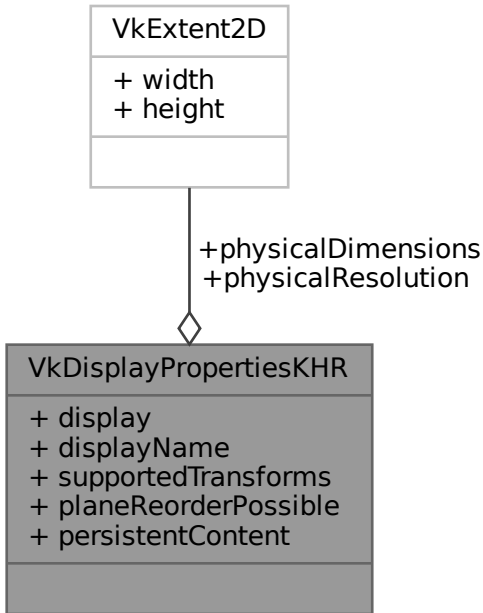 VkExtent2D
+ width
+ height
+physicalDimensions
+physicalResolution
VkDisplayPropertiesKHR
+ display
+ displayName
+ supportedTransforms
+ planeReorderPossible
+ persistentContent